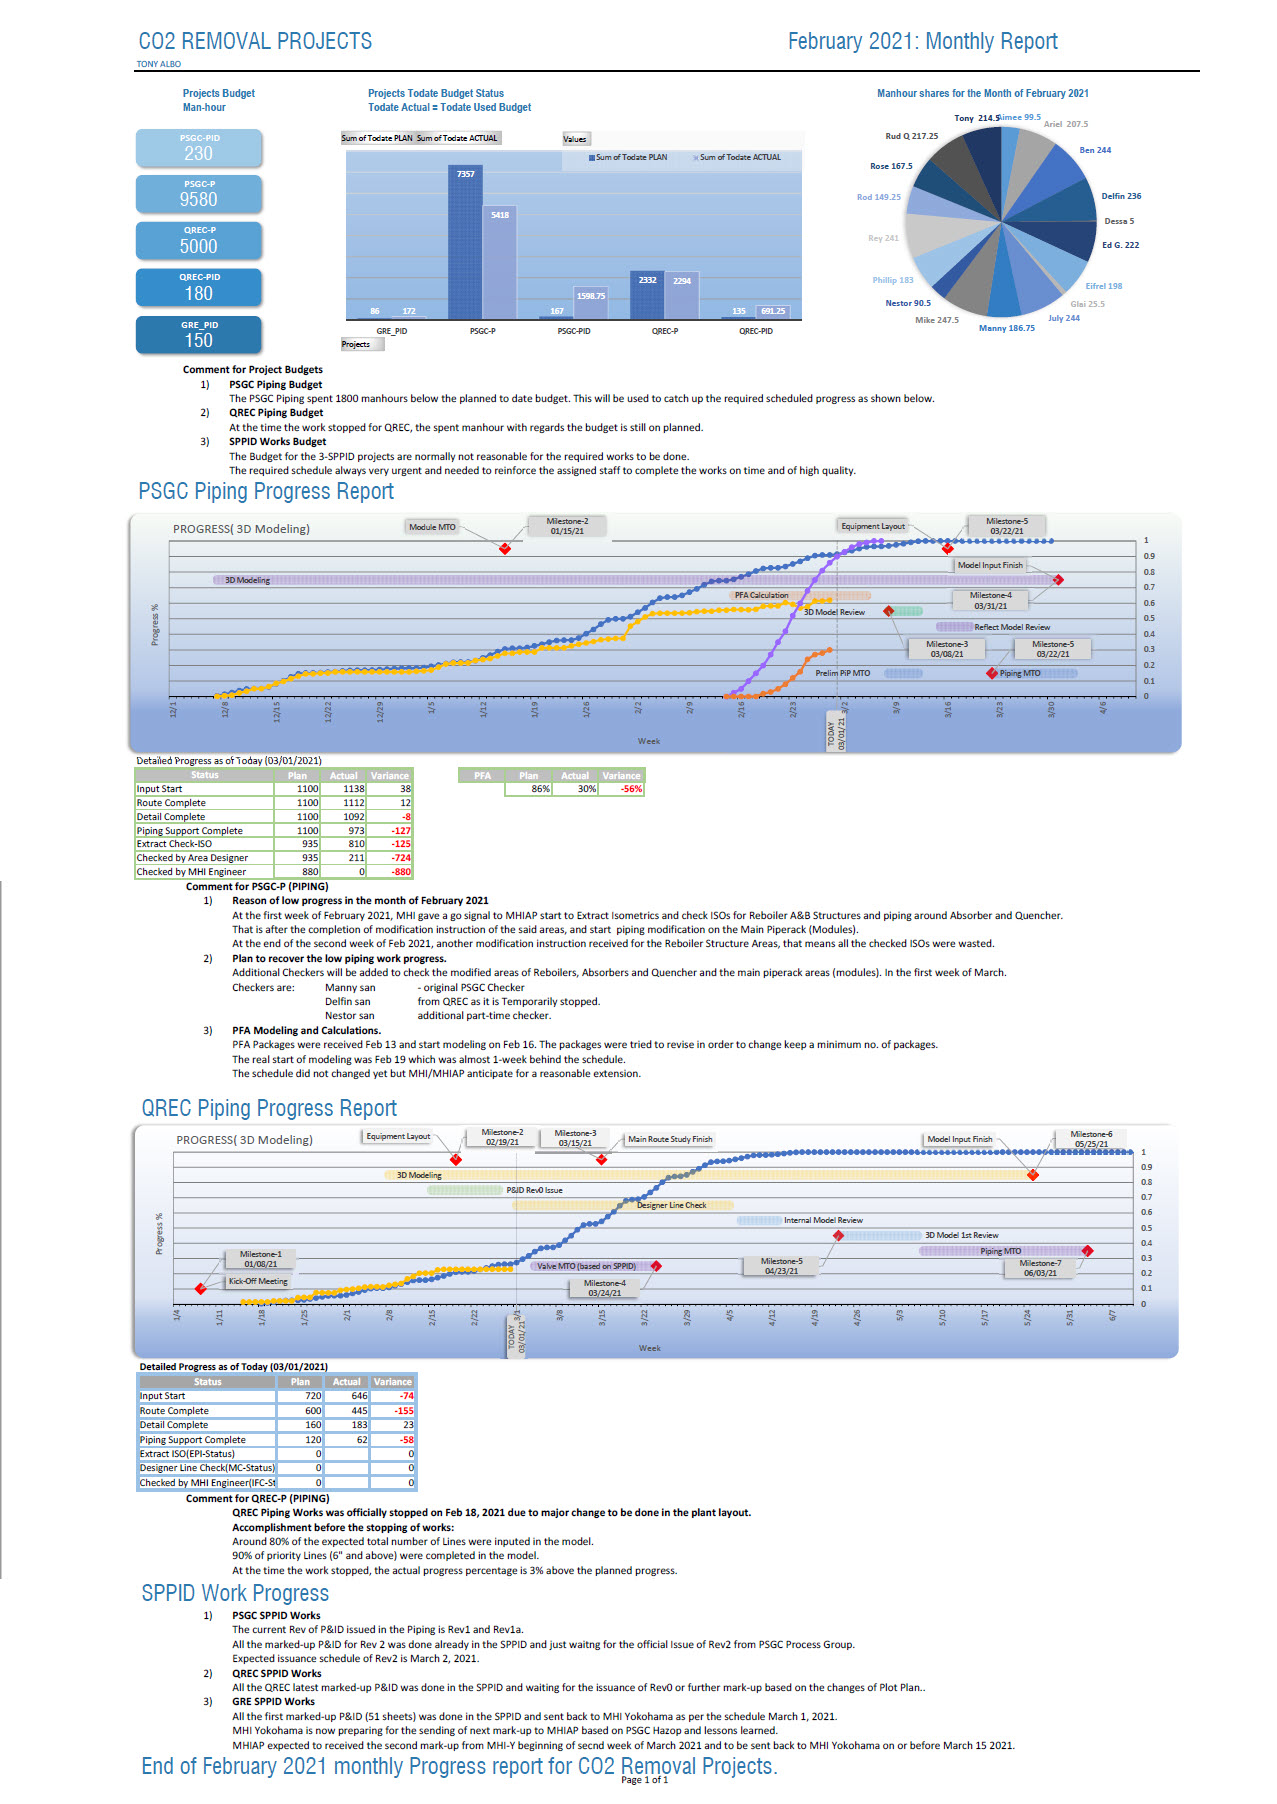 CO2 REMOVAL PROJECTS
February 2021: Monthly Report
TONY ALBO
Projects Budget
Man-hour
PSGC-PID
230
PSGC-P
9580
QREC-P
5000
QREC-PID
180
GRE_PID
150
Projects Todate Budget Status
Todate Actual = Todate Used Budget
Sum of Todate PLAN Sum of Todate ACTUAL
Values
Sum of Todate PLAN
Sum of Todate ACTUAL
7357
5418
2332
2294
1598.75
86
172
167
135
691.25
GRE_PID
PSGC-P
PSGC-PID
QREC-P
QREC-PID
Projects
Manhour shares for the Month of February 2021
Tony 214.5
Aimee 99.5
Ariel 207.5
Rud Q 217.25
Ben 244
Rose 167.5
Rod 149.25
Delfin 236
Dessa 5
Rey 241
Ed G. 222
Phillip 183
Eifrel 198
Nestor 90.5
Glai 25.5
Mike 247.5
July 244
Manny 186.75
Comment for Project Budgets
1) PSGC Piping Budget
The PSGC Piping spent 1800 manhours below the planned to date budget. This will be used to catch up the required scheduled progress as shown below.
2) QREC Piping Budget
At the time the work stopped for QREC, the spent manhour with regards the budget is still on planned.
3) SPPID Works Budget
The Budget for the 3-SPPID projects are normally not reasonable for the required works to be done.
The required schedule always very urgent and needed to reinforce the assigned staff to complete the works on time and of high quality.
PSGC Piping Progress Report
PROGRESS( 3D Modeling)
Module MTO
Milestone-2
01/15/21
Equipment Layout
Milestone-5
03/22/21
Model Input Finish
3D Modeling
PFA Calculation
Milestone-4
03/31/21
3D Model Review
Reflect Model Review
Milestone-3
03/08/21
Milestone-5
03/22/21
Prelim PiP MTO
Piping MTO
Progress %
1
0.9
0.8
0.7
0.6
0.5
0.4
0.3
0.2
0.1
0
12/1
12/8
12/15
12/22
12/29
1/5
1/12
1/19
1/26
2/2
2/9
2/16
2/23
3/2
3/9
3/16
3/23
3/30
4/6
TODAY
03/01/21
Week
Detailed Progress as of Today (03/01/2021)
Status Plan Actual Variance
Input Start 1100 1138 38
Route Complete 1100 1112 12
Detail Complete 1100 1092 -8
Piping Support Complete 1100 973 -127
Extract Check-ISO 935 810 -125
Checked by Area Designer 935 211 -724
Checked by MHI Engineer 880 0 -880
PFA Plan Actual Variance
86% 30% -56%
Comment for PSGC-P (PIPING)
1) Reason of low progress in the month of February 2021
At the first week of February 2021, MHI gave a go signal to MHIAP start to Extract Isometrics and check ISOs for Reboiler A&B Structures and piping around Absorber and Quencher.
That is after the completion of modification instruction of the said areas, and start piping modification on the Main Piperack (Modules).
At the end of the second week of Feb 2021, another modification instruction received for the Reboiler Structure Areas, that means all the checked ISOs were wasted.
2) Plan to recover the low piping work progress.
Additional Checkers will be added to check the modified areas of Reboilers, Absorbers and Quencher and the main piperack areas (modules). In the first week of March.
Checkers are: Manny san - original PSGC Checker
Delfin san from QREC as it is Temporarily stopped.
Nestor san additional part-time checker.
3) PFA Modeling and Calculations.
PFA Packages were received Feb 13 and start modeling on Feb 16. The packages were tried to revise in order to change keep a minimum no. of packages.
The real start of modeling was Feb 19 which was almost 1-week behind the schedule.
The schedule did not changed yet but MHI/MHIAP anticipate for a reasonable extension.
QREC Piping Progress Report
PROGRESS( 3D Modeling)
Equipment Layout
Milestone-2
02/19/21
Milestone-3
03/15/21
Main Route Study Finish
Model Input Finish
Milestone-6
05/25/21
3D Modeling
P&ID Rev0 Issue
Designer Line Check
Internal Model Review
3D Model 1st Review
Piping MTO
Milestone-1
01/08/21
Kick-Off Meeting
Valve MTO (based on SPPID)
Milestone-4
03/24/21
Milestone-5
04/23/21
Milestone-7
06/03/21
Progress %
1
0.9
0.8
0.7
0.6
0.5
0.4
0.3
0.2
0.1
0
1/4
1/11
1/18
1/25
2/1
2/8
2/15
2/22
3/1
3/8
3/15
3/22
3/29
4/5
4/12
4/19
4/26
5/3
5/10
5/17
5/24
5/31
6/7
TODAY
03/01/21
Week
Detailed Progress as of Today (03/01/2021)
Status Plan Actual Variance
Input Start 720 646 -74
Route Complete 600 445 -155
Detail Complete 160 183 23
Piping Support Complete 120 62 -58
Extract ISO(EPI-Status) 0 0
Designer Line Check(MC-Status) 0 0
Checked by MHI Engineer(IFC-St 0 0
Comment for QREC-P (PIPING)
QREC Piping Works was officially stopped on Feb 18, 2021 due to major change to be done in the plant layout.
Accomplishment before the stopping of works:
Around 80% of the expected total number of Lines were inputed in the model.
90% of priority Lines (6" and above) were completed in the model.
At the time the work stopped, the actual progress percentage is 3% above the planned progress.
SPPID Work Progress
1) PSGC SPPID Works
The current Rev of P&ID issued in the Piping is Rev1 and Rev1a.
All the marked-up P&ID for Rev 2 was done already in the SPPID and just waitng for the official Issue of Rev2 from PSGC Process Group.
Expected issuance schedule of Rev2 is March 2, 2021.
2) QREC SPPID Works
All the QREC latest marked-up P&ID was done in the SPPID and waiting for the issuance of Rev0 or further mark-up based on the changes of Plot Plan..
3) GRE SPPID Works
All the first marked-up P&ID (51 sheets) was done in the SPPID and sent back to MHI Yokohama as per the schedule March 1, 2021.
MHI Yokohama is now preparing for the sending of next mark-up to MHIAP based on PSGC Hazop and lessons learned.
MHIAP expected to received the second mark-up from MHI-Y beginning of secnd week of March 2021 and to be sent back to MHI Yokohama on or before March 15 2021.
End of February 2021 monthly Progress report for CO2 Removal Projects.
Page 1 of 1